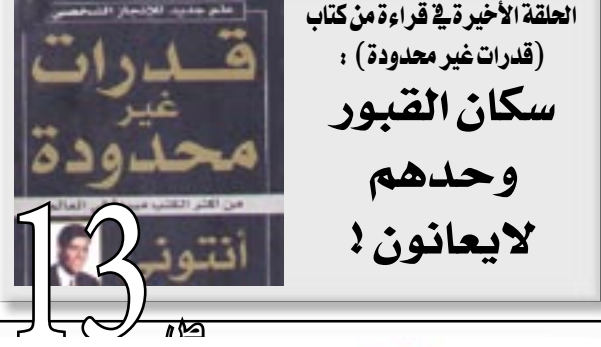 الحلقة الأخيرة في قراءة من كتاب
(قدرات غير محدودة) :
سكان القبور
وحدهم
لايعانون !
علم جديد للإنجاز الشخصي
قـدرات
غير
محدودة
من أكثر الكتب مبيعاً في العالم
أنتوني
13
ص